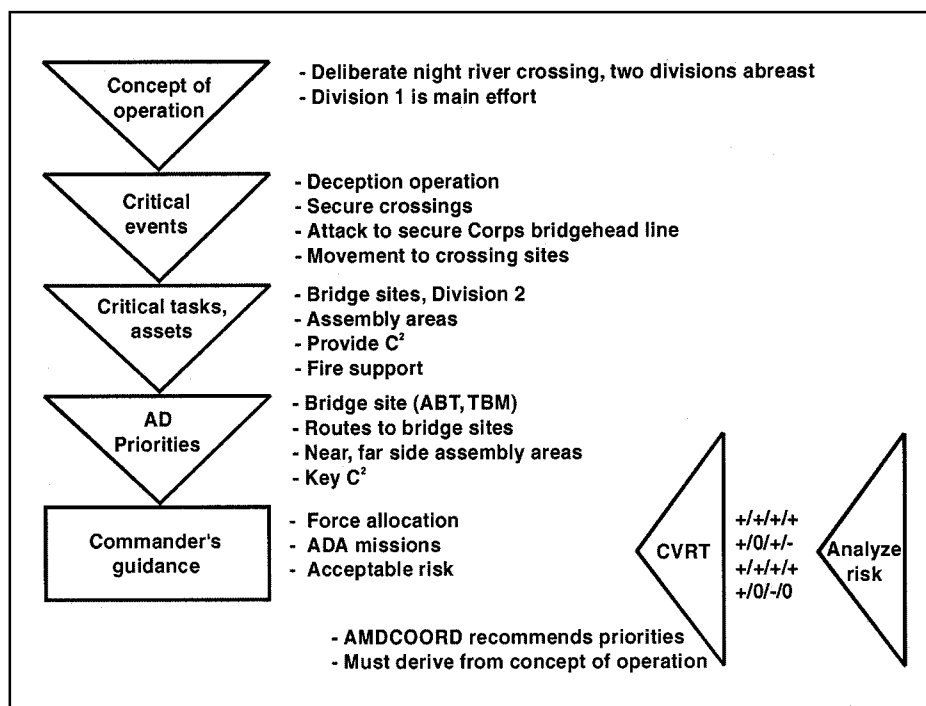 Concept of
operation
- Deliberate night river crossing, two divisions abreast
- Division 1 is main effort
Critical
events
- Deception operation
- Secure crossings
- Attack to secure Corps bridgehead line
- Movement to crossing sites
Critical tasks,
assets
- Bridge sites, Division 2
- Assembly areas
- Provide C²
- Fire support
AD
Priorities
- Bridge site (ABT, TBM)
- Routes to bridge sites
- Near, far side assembly areas
- Key C²
Commander's
guidance
- Force allocation
- ADA missions
- Acceptable risk
CVRT
+/+/+/+
+/0/+/-
+/+/+/+
+/0/-/0
Analyze
risk
- AMDCOORD recommends priorities
- Must derive from concept of operation